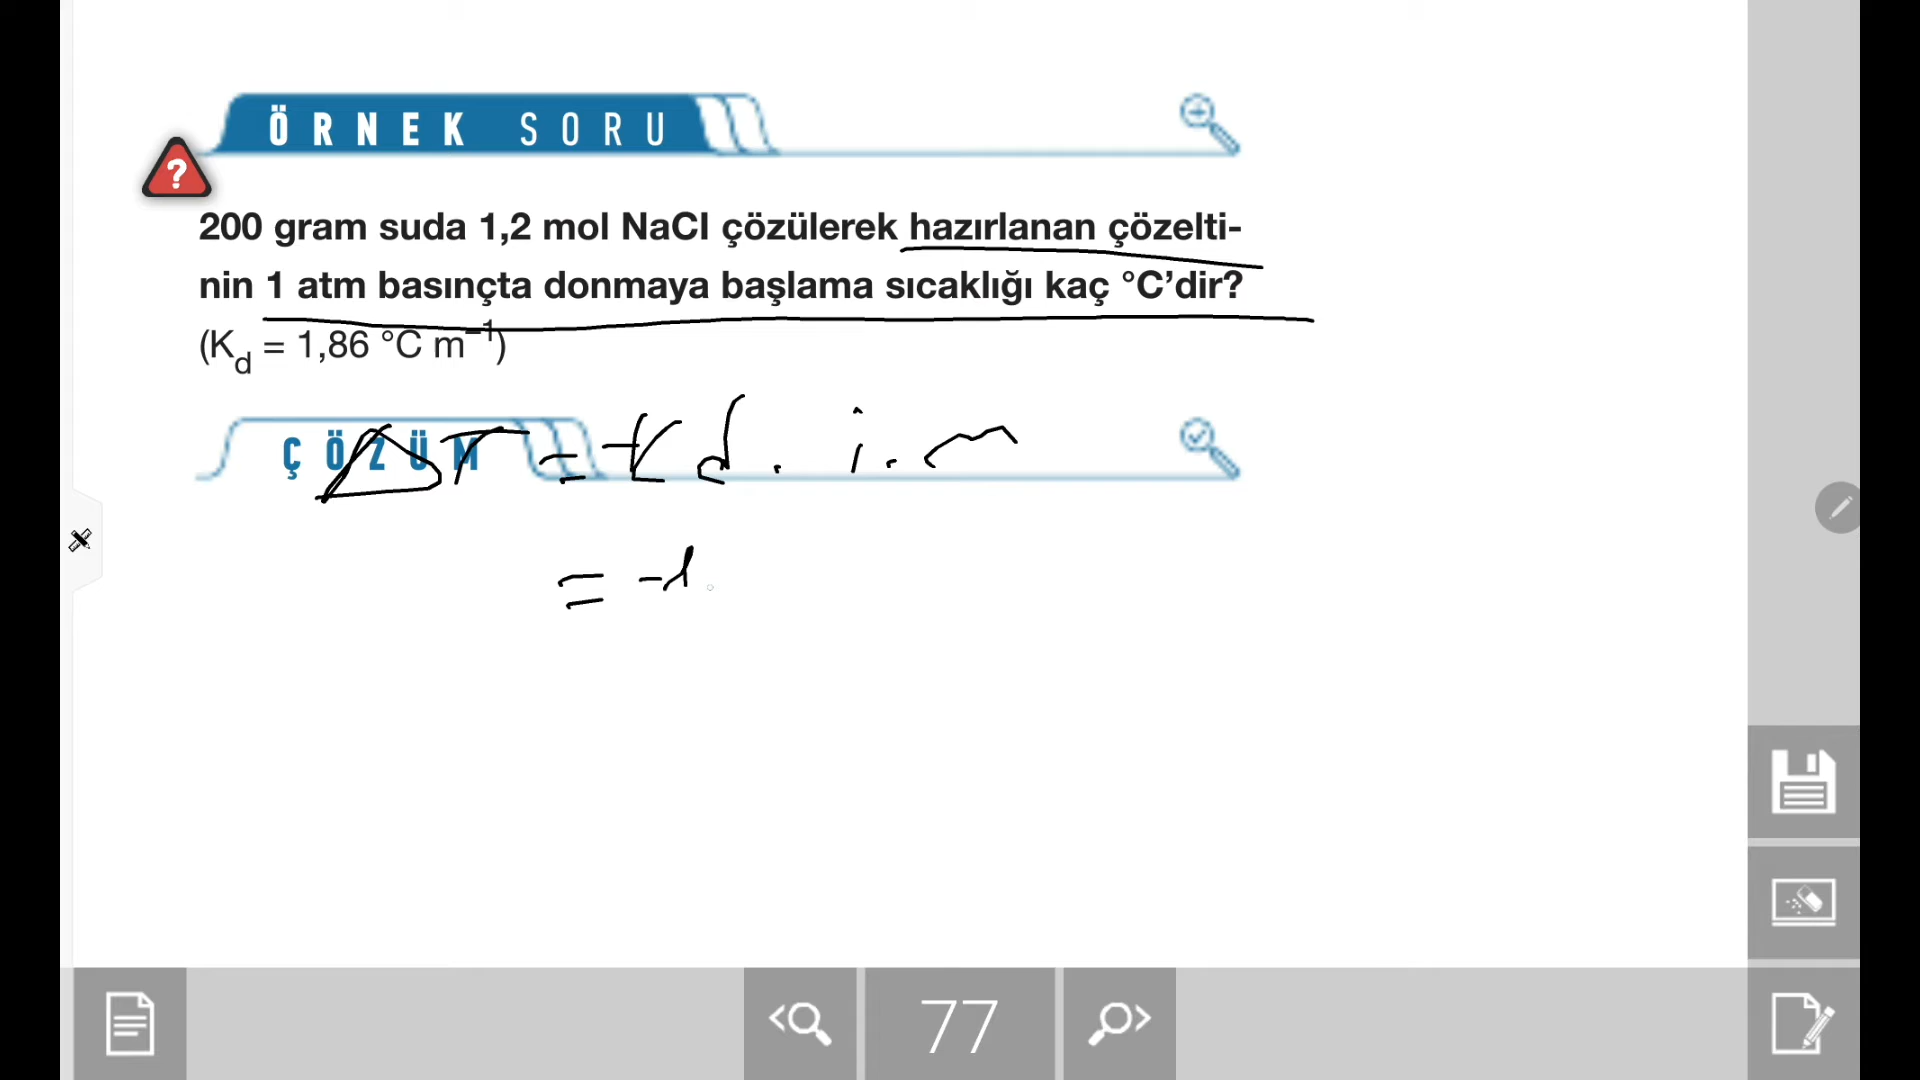 ÖRNEK SORU
200 gram suda 1,2 mol NaCl çözülerek hazırlanan çözelti-
nin 1 atm basınçta donmaya başlama sıcaklığı kaç °C'dir?
(Kd = 1,86 °C m–1)
ÇÖZÜM
ΔT = -Kd . i . m
= -1.
77